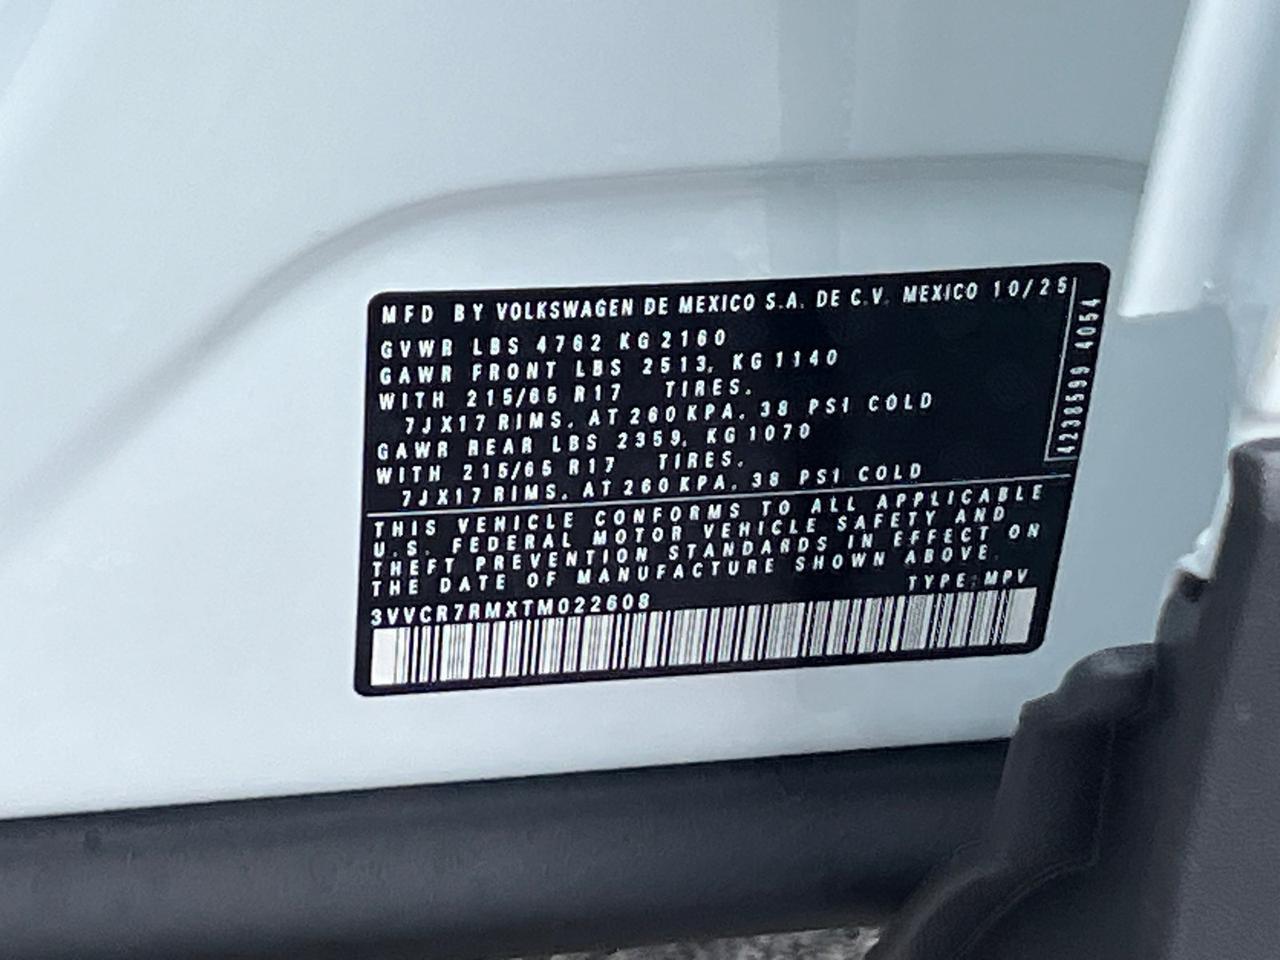 MFD BY VOLKSWAGEN DE MEXICO S.A. DE C.V. MEXICO 10/25
GVWR LBS 4762 KG 2160
GAWR FRONT LBS 2513, KG 1140
WITH 215/65 R17 TIRES.
7JX17 RIMS, AT 260 KPA, 38 PSI COLD
GAWR REAR LBS 2359, KG 1070
WITH 215/65 R17 TIRES.
7JX17 RIMS, AT 260 KPA, 38 PSI COLD
THIS VEHICLE CONFORMS TO ALL APPLICABLE
U.S. FEDERAL MOTOR VEHICLE SAFETY AND
THEFT PREVENTION STANDARDS IN EFFECT ON
THE DATE OF MANUFACTURE SHOWN ABOVE.
TYPE: MPV
3VVCR7RMXTM022608
4238599 4054